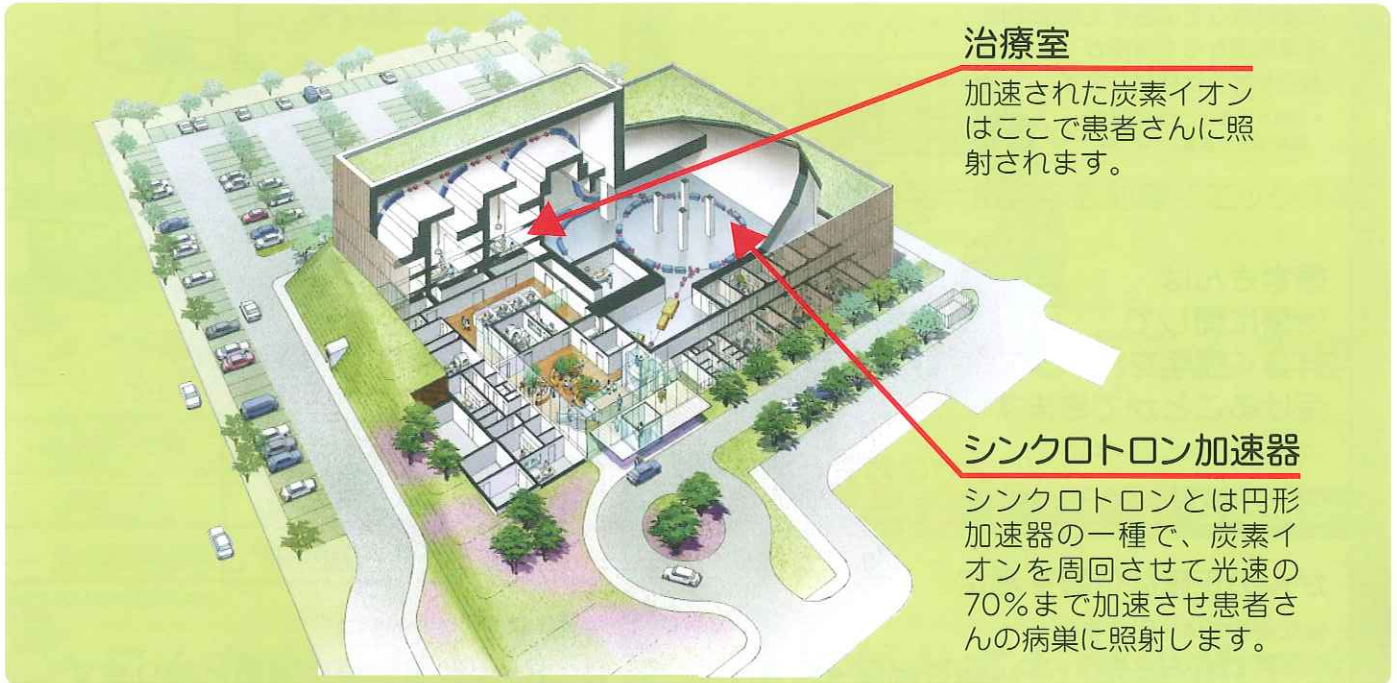 治療室
加速された炭素イオン
はここで患者さんに照
射されます。
シンクロトロン加速器
シンクロトロンとは円形
加速器の一種で、炭素イ
オンを周回させて光速の
70%まで加速させ患者さ
んの病巣に照射します。